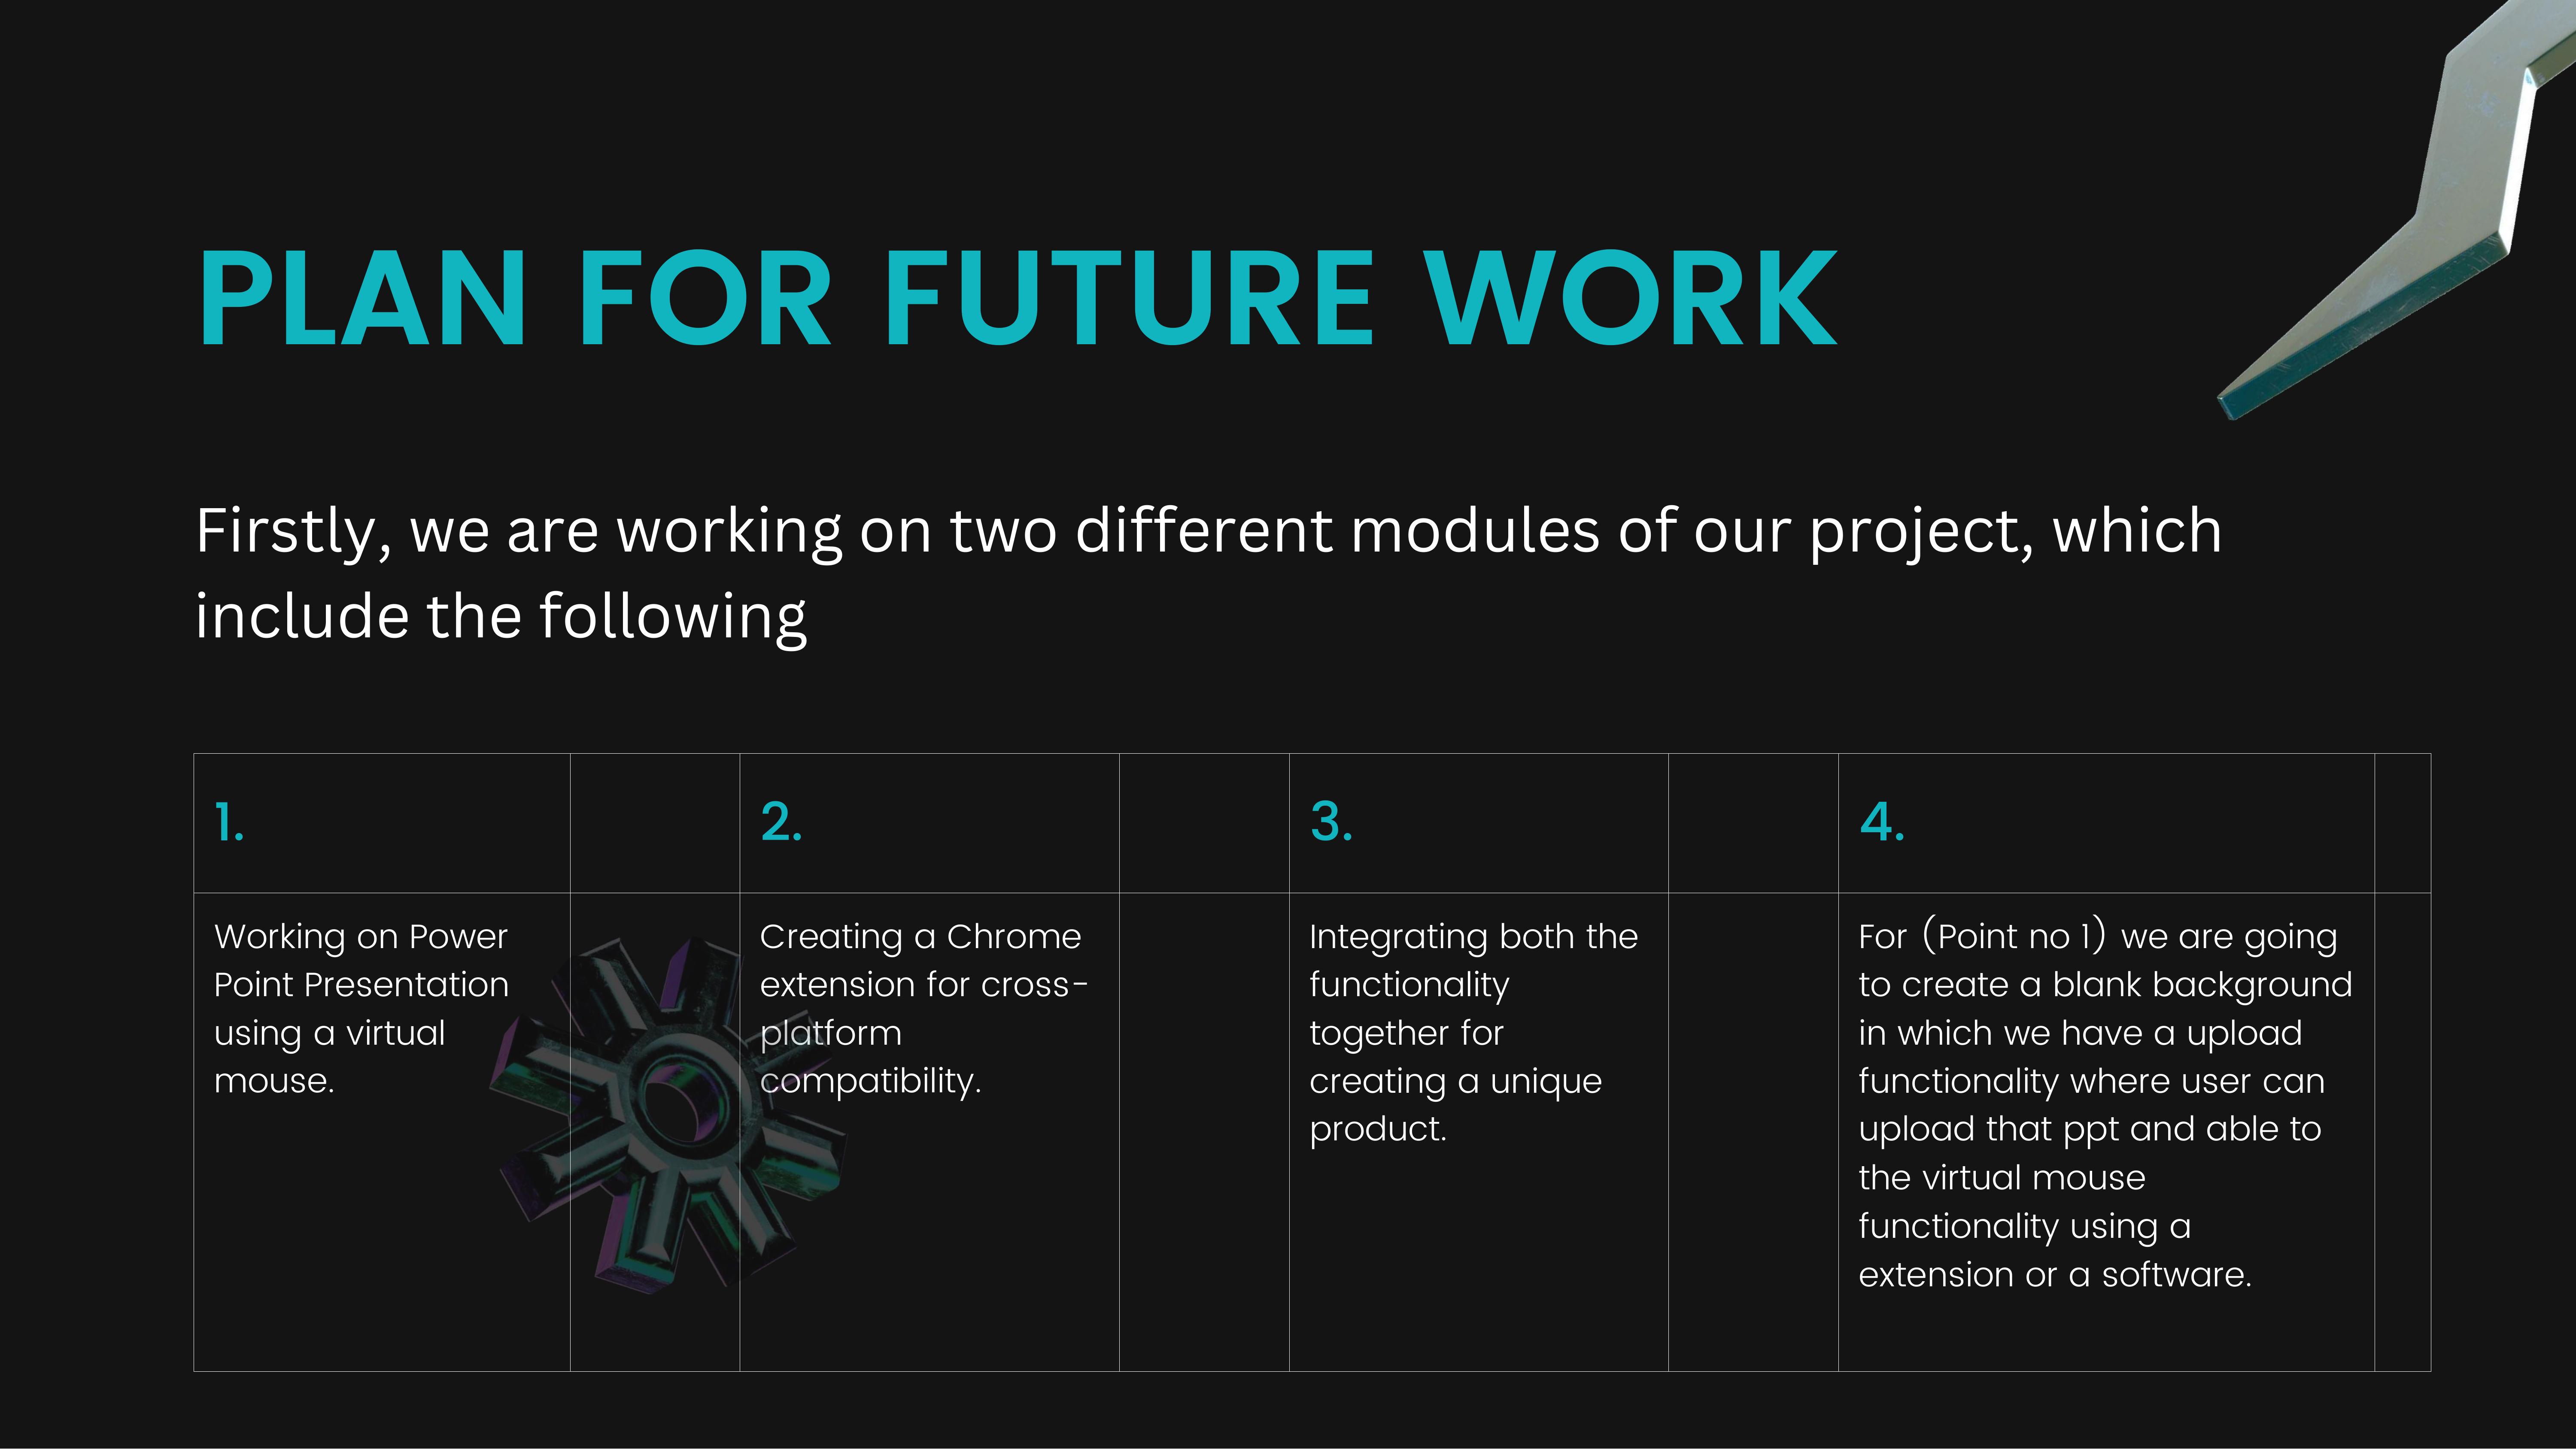 PLAN FOR FUTURE WORK
Firstly, we are working on two different modules of our project, which
include the following
1.
Working on Power
Point Presentation
using a virtual
mouse.
2.
Creating a Chrome
extension for cross-
platform
compatibility.
3.
Integrating both the
functionality
together for
creating a unique
product.
4.
For (Point no 1) we are going
to create a blank background
in which we have a upload
functionality where user can
upload that ppt and able to
the virtual mouse
functionality using a
extension or a software.